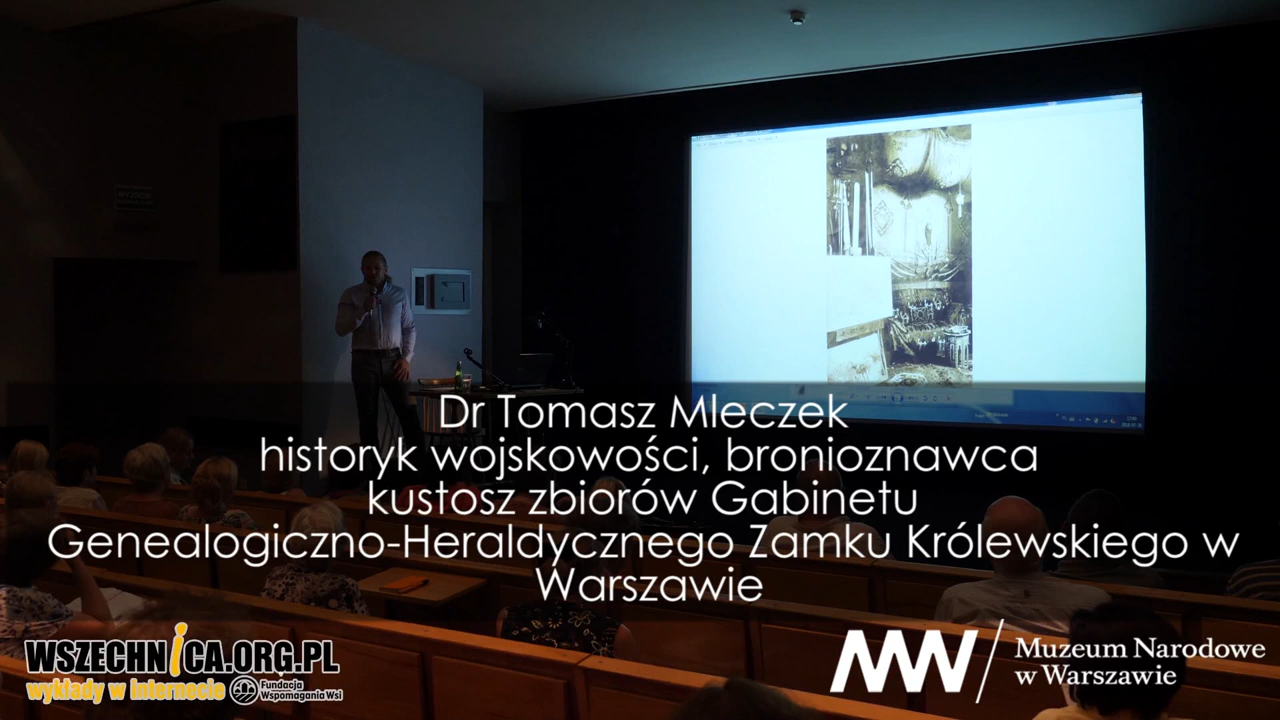 Dr Tomasz Mleczek
historyk wojskowości, bronioznawca
kustosz zbiorów Gabinetu
Genealogiczno-Heraldycznego Zamku Królewskiego w
Warszawie
WSZECHNICA.ORG.PL
wykłady w internecie
Fundacja
Wspomagania Wsi
Muzeum Narodowe
w Warszawie